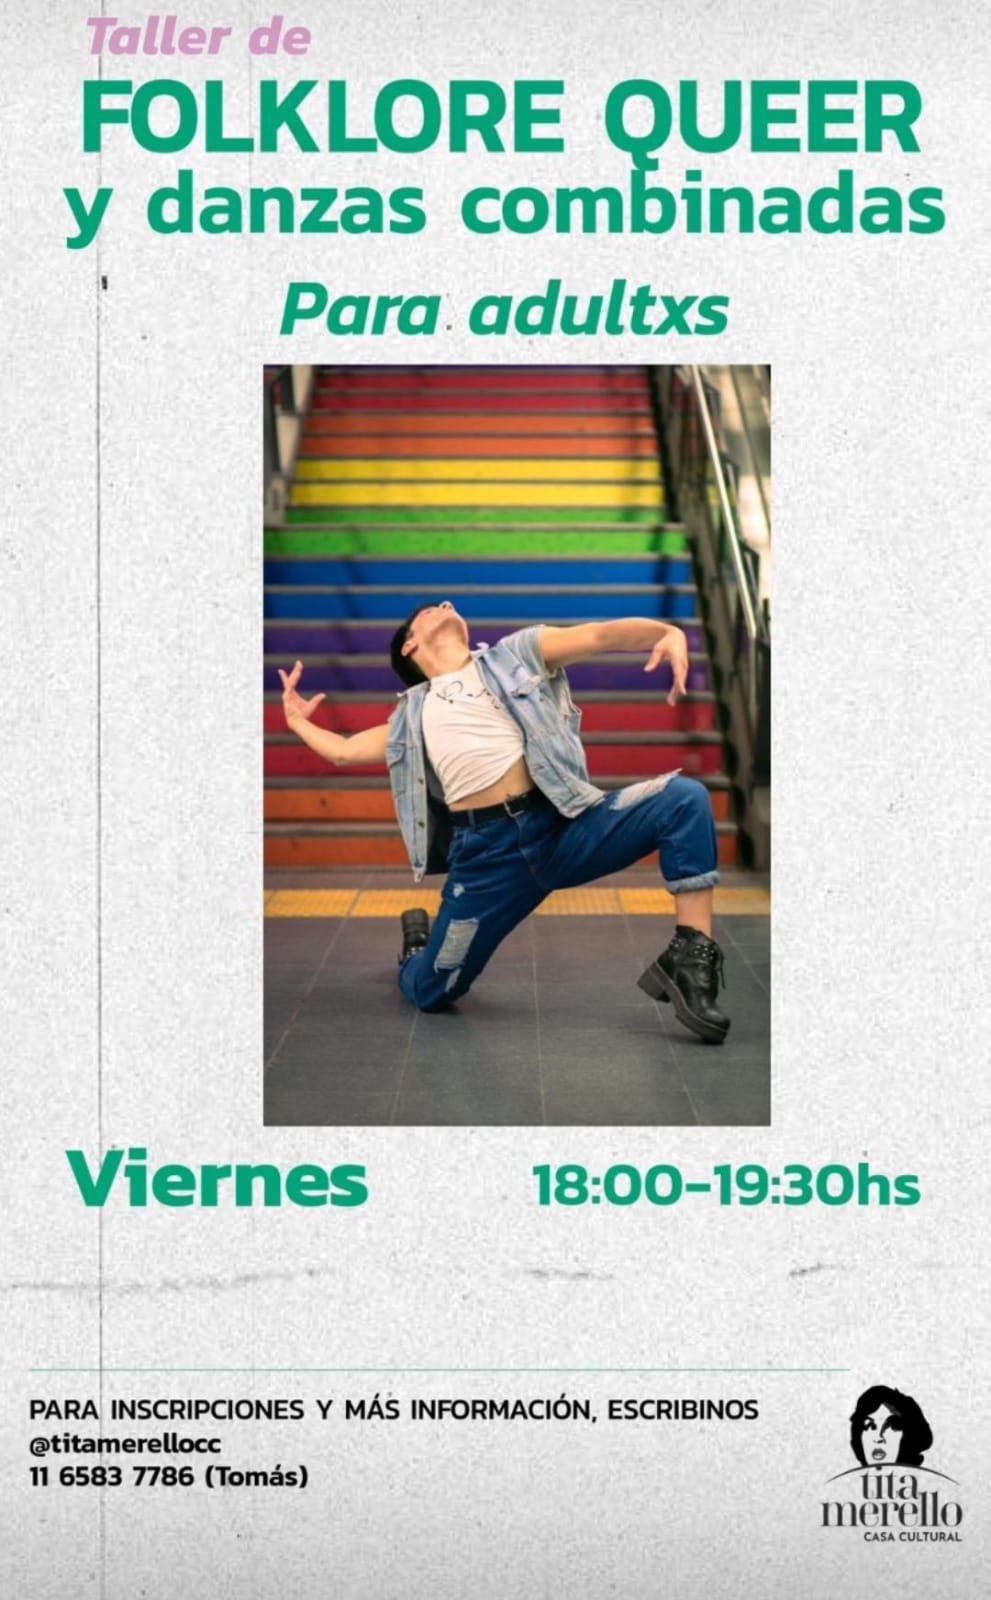 Taller de
FOLKLORE QUEER
y danzas combinadas
Para adultxs
Viernes
18:00-19:30hs
PARA INSCRIPCIONES Y MÁS INFORMACIÓN, ESCRIBINOS
@titamerellocc
11 6583 7786 (Tomás)
tita
merello
CASA CULTURAL